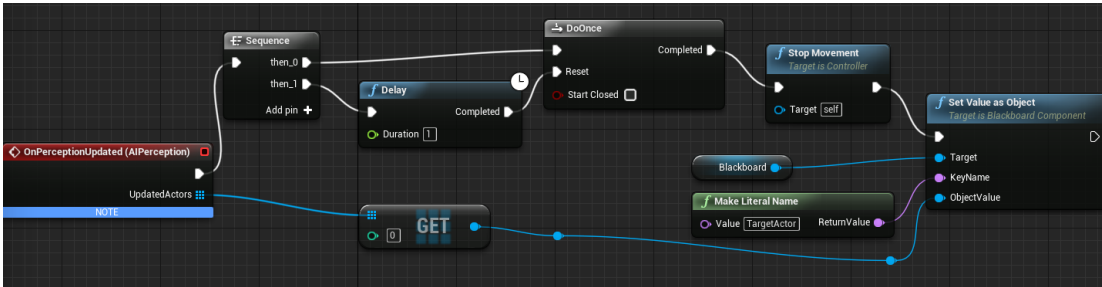 Sequence
then_0
then_1
Add pin +
Delay
Completed
Duration 1
DoOnce
Completed
Reset
Start Closed
Stop Movement
Target is Controller
Target self
Set Value as Object
Target is Blackboard Component
Target
KeyName
ObjectValue
OnPerceptionUpdated (AIPerception)
UpdatedActors
NOTE
GET
0
Blackboard
Make Literal Name
Value TargetActor ReturnValue